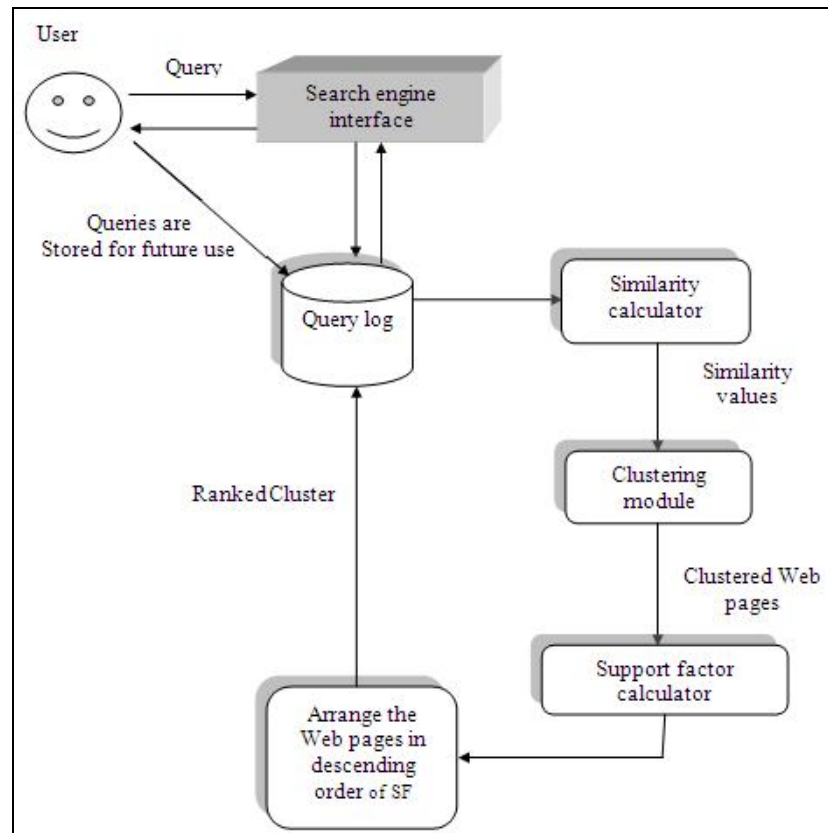 User
Query
Search engine
interface
Queries are
Stored for future use
Query log
Similarity
calculator
Similarity
values
Clustering
module
Ranked Cluster
Clustered Web
pages
Support factor
calculator
Arrange the
Web pages in
descending
order of SF